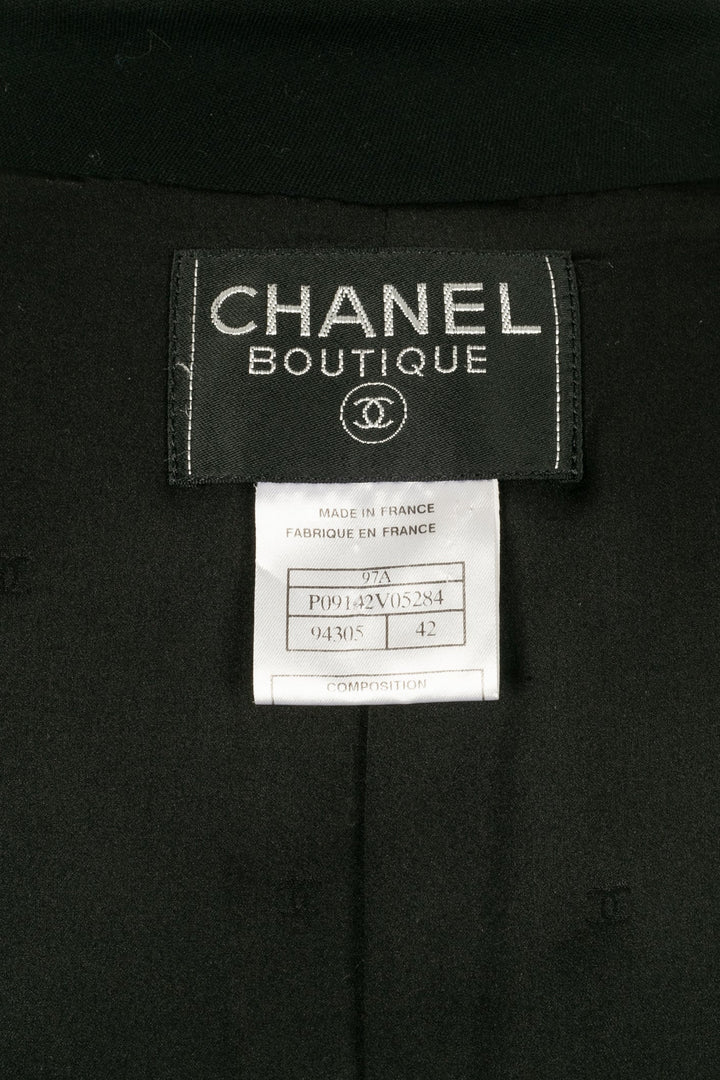 CHANEL
BOUTIQUE
MADE IN FRANCE
FABRIQUE EN FRANCE
97A
P09142V05284
94305 42
COMPOSITION